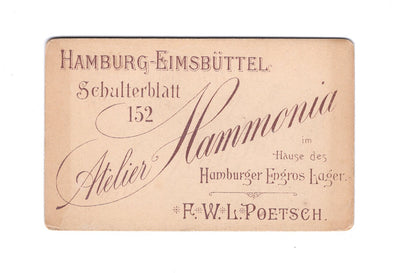 HAMBURG-EIMSBÜTTEL
Schulterblatt
152
Atelier Hammonia
im
Hause des
Hamburger Engros Lager.
F. W. L. POETSCH.